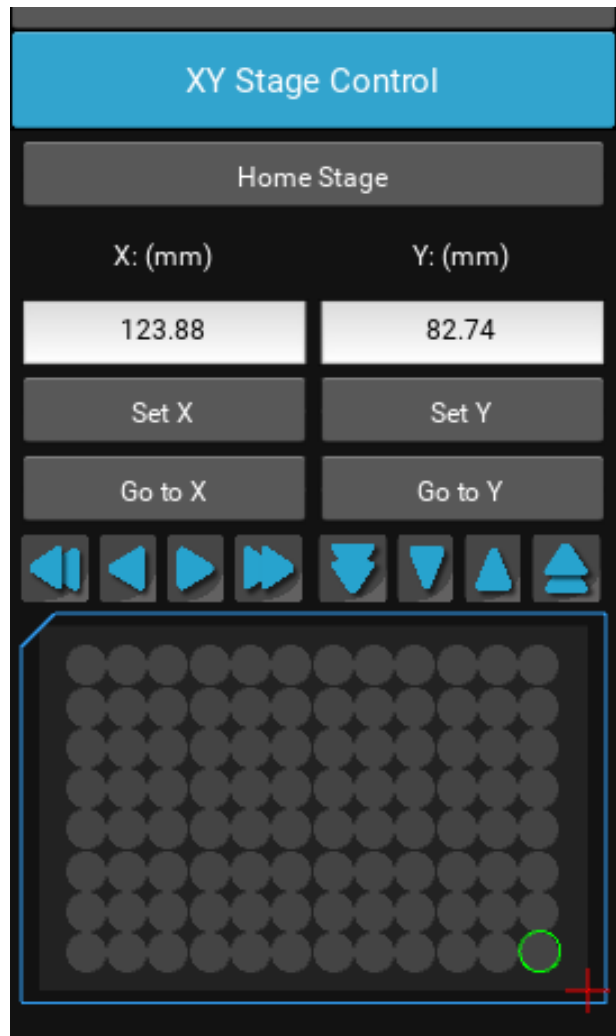 XY Stage Control
Home Stage
X: (mm) Y: (mm)
123.88 82.74
Set X Set Y
Go to X Go to Y